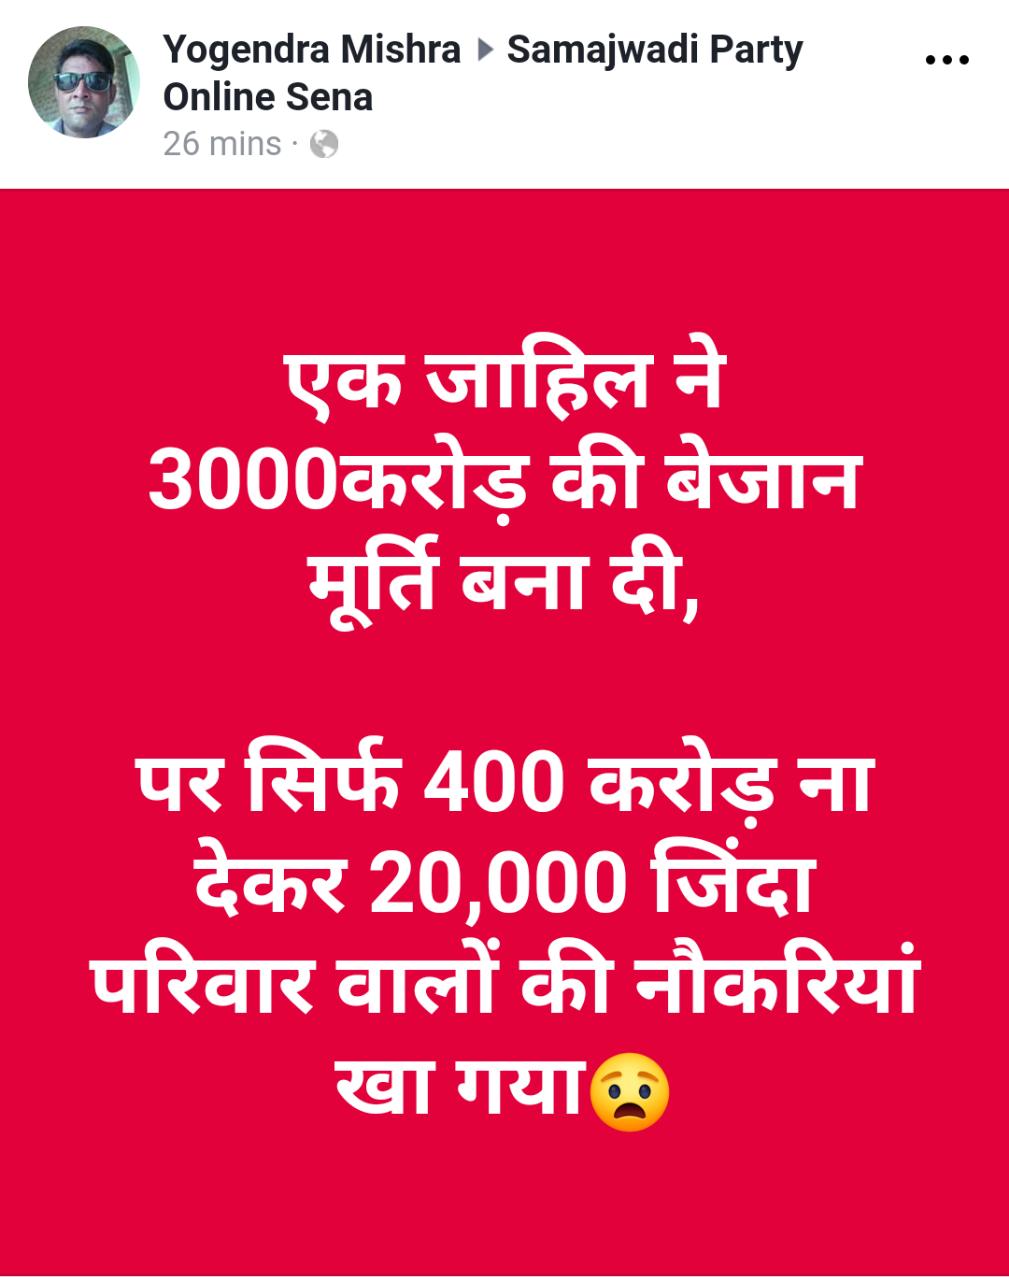 Yogendra Mishra ▸ Samajwadi Party
Online Sena
26 mins ·
एक जाहिल ने
3000करोड़ की बेजान
मूर्ति बना दी,
पर सिर्फ 400 करोड़ ना
देकर 20,000 जिंदा
परिवार वालों की नौकरियां
खा गया😧